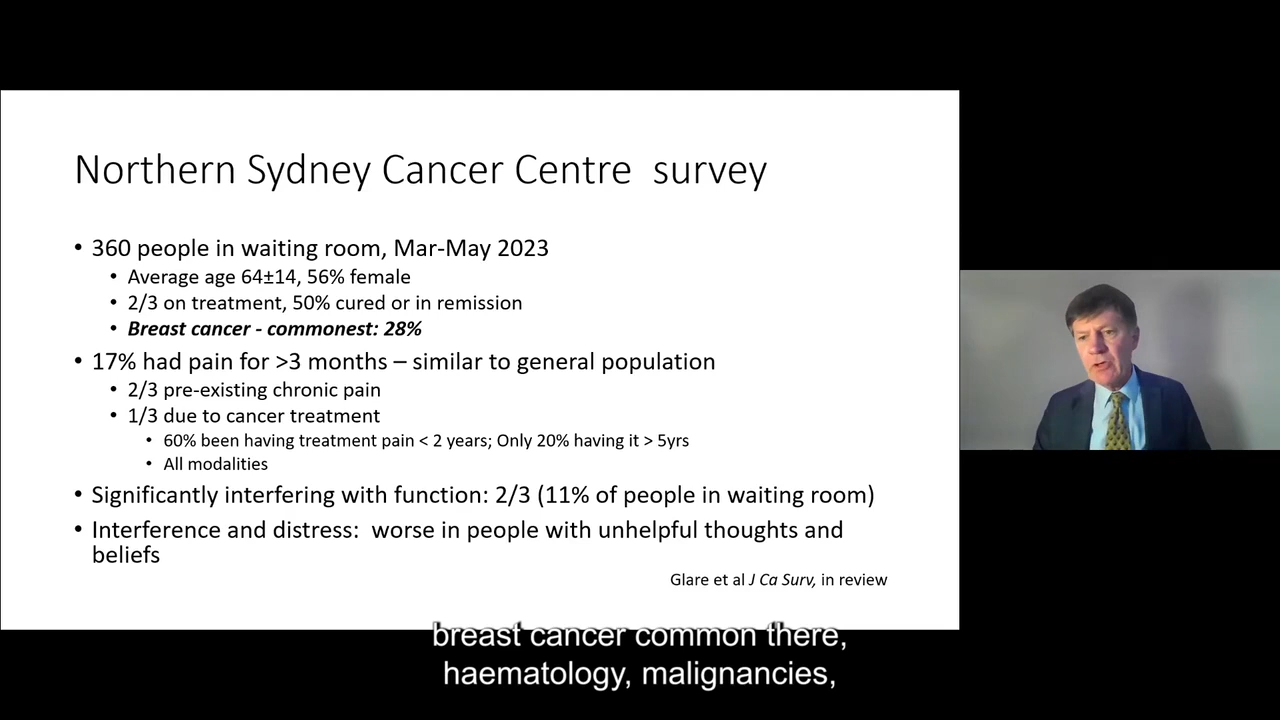 Northern Sydney Cancer Centre  survey
• 360 people in waiting room, Mar-May 2023
• Average age 64±14, 56% female
• 2/3 on treatment, 50% cured or in remission
• Breast cancer - commonest: 28%
• 17% had pain for >3 months – similar to general population
• 2/3 pre-existing chronic pain
• 1/3 due to cancer treatment
• 60% been having treatment pain < 2 years; Only 20% having it > 5yrs
• All modalities
• Significantly interfering with function: 2/3 (11% of people in waiting room)
• Interference and distress:  worse in people with unhelpful thoughts and
beliefs
Glare et al J Ca Surv, in review
breast cancer common there,
haematology, malignancies,